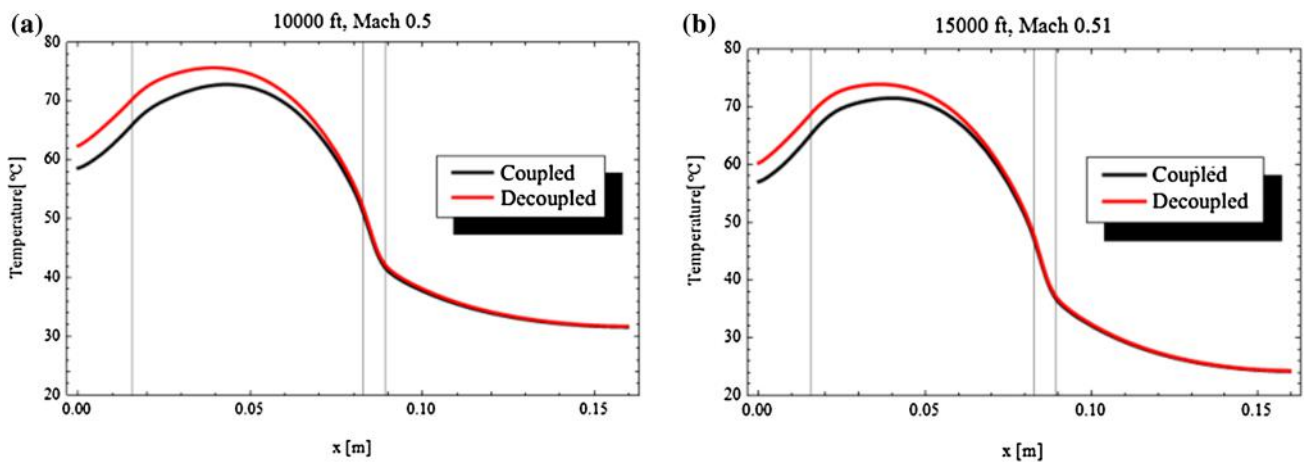 (a)
10000 ft, Mach 0.5
80
70
60
50
40
30
20
Temperature[ °C]
Coupled
Decoupled
0.00
0.05
0.10
0.15
x [m]
(b)
15000 ft, Mach 0.51
80
70
60
50
40
30
20
Temperature[ °C]
Coupled
Decoupled
0.00
0.05
0.10
0.15
x [m]